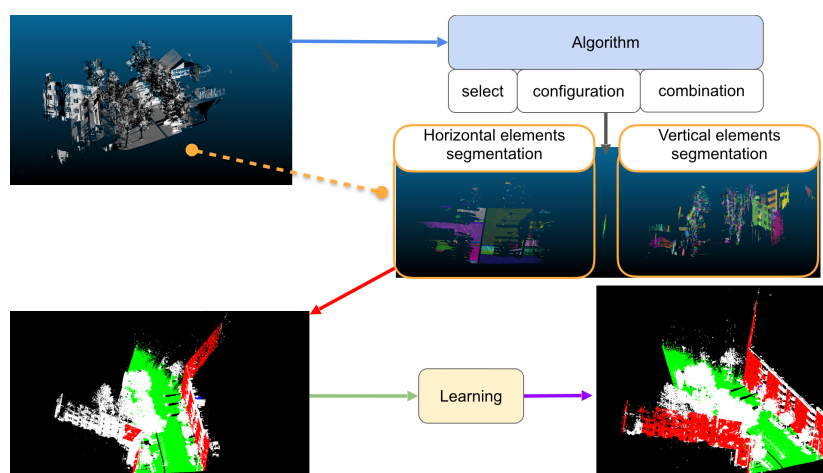 Algorithm
select
configuration
combination
Horizontal elements
segmentation
Vertical elements
segmentation
Learning